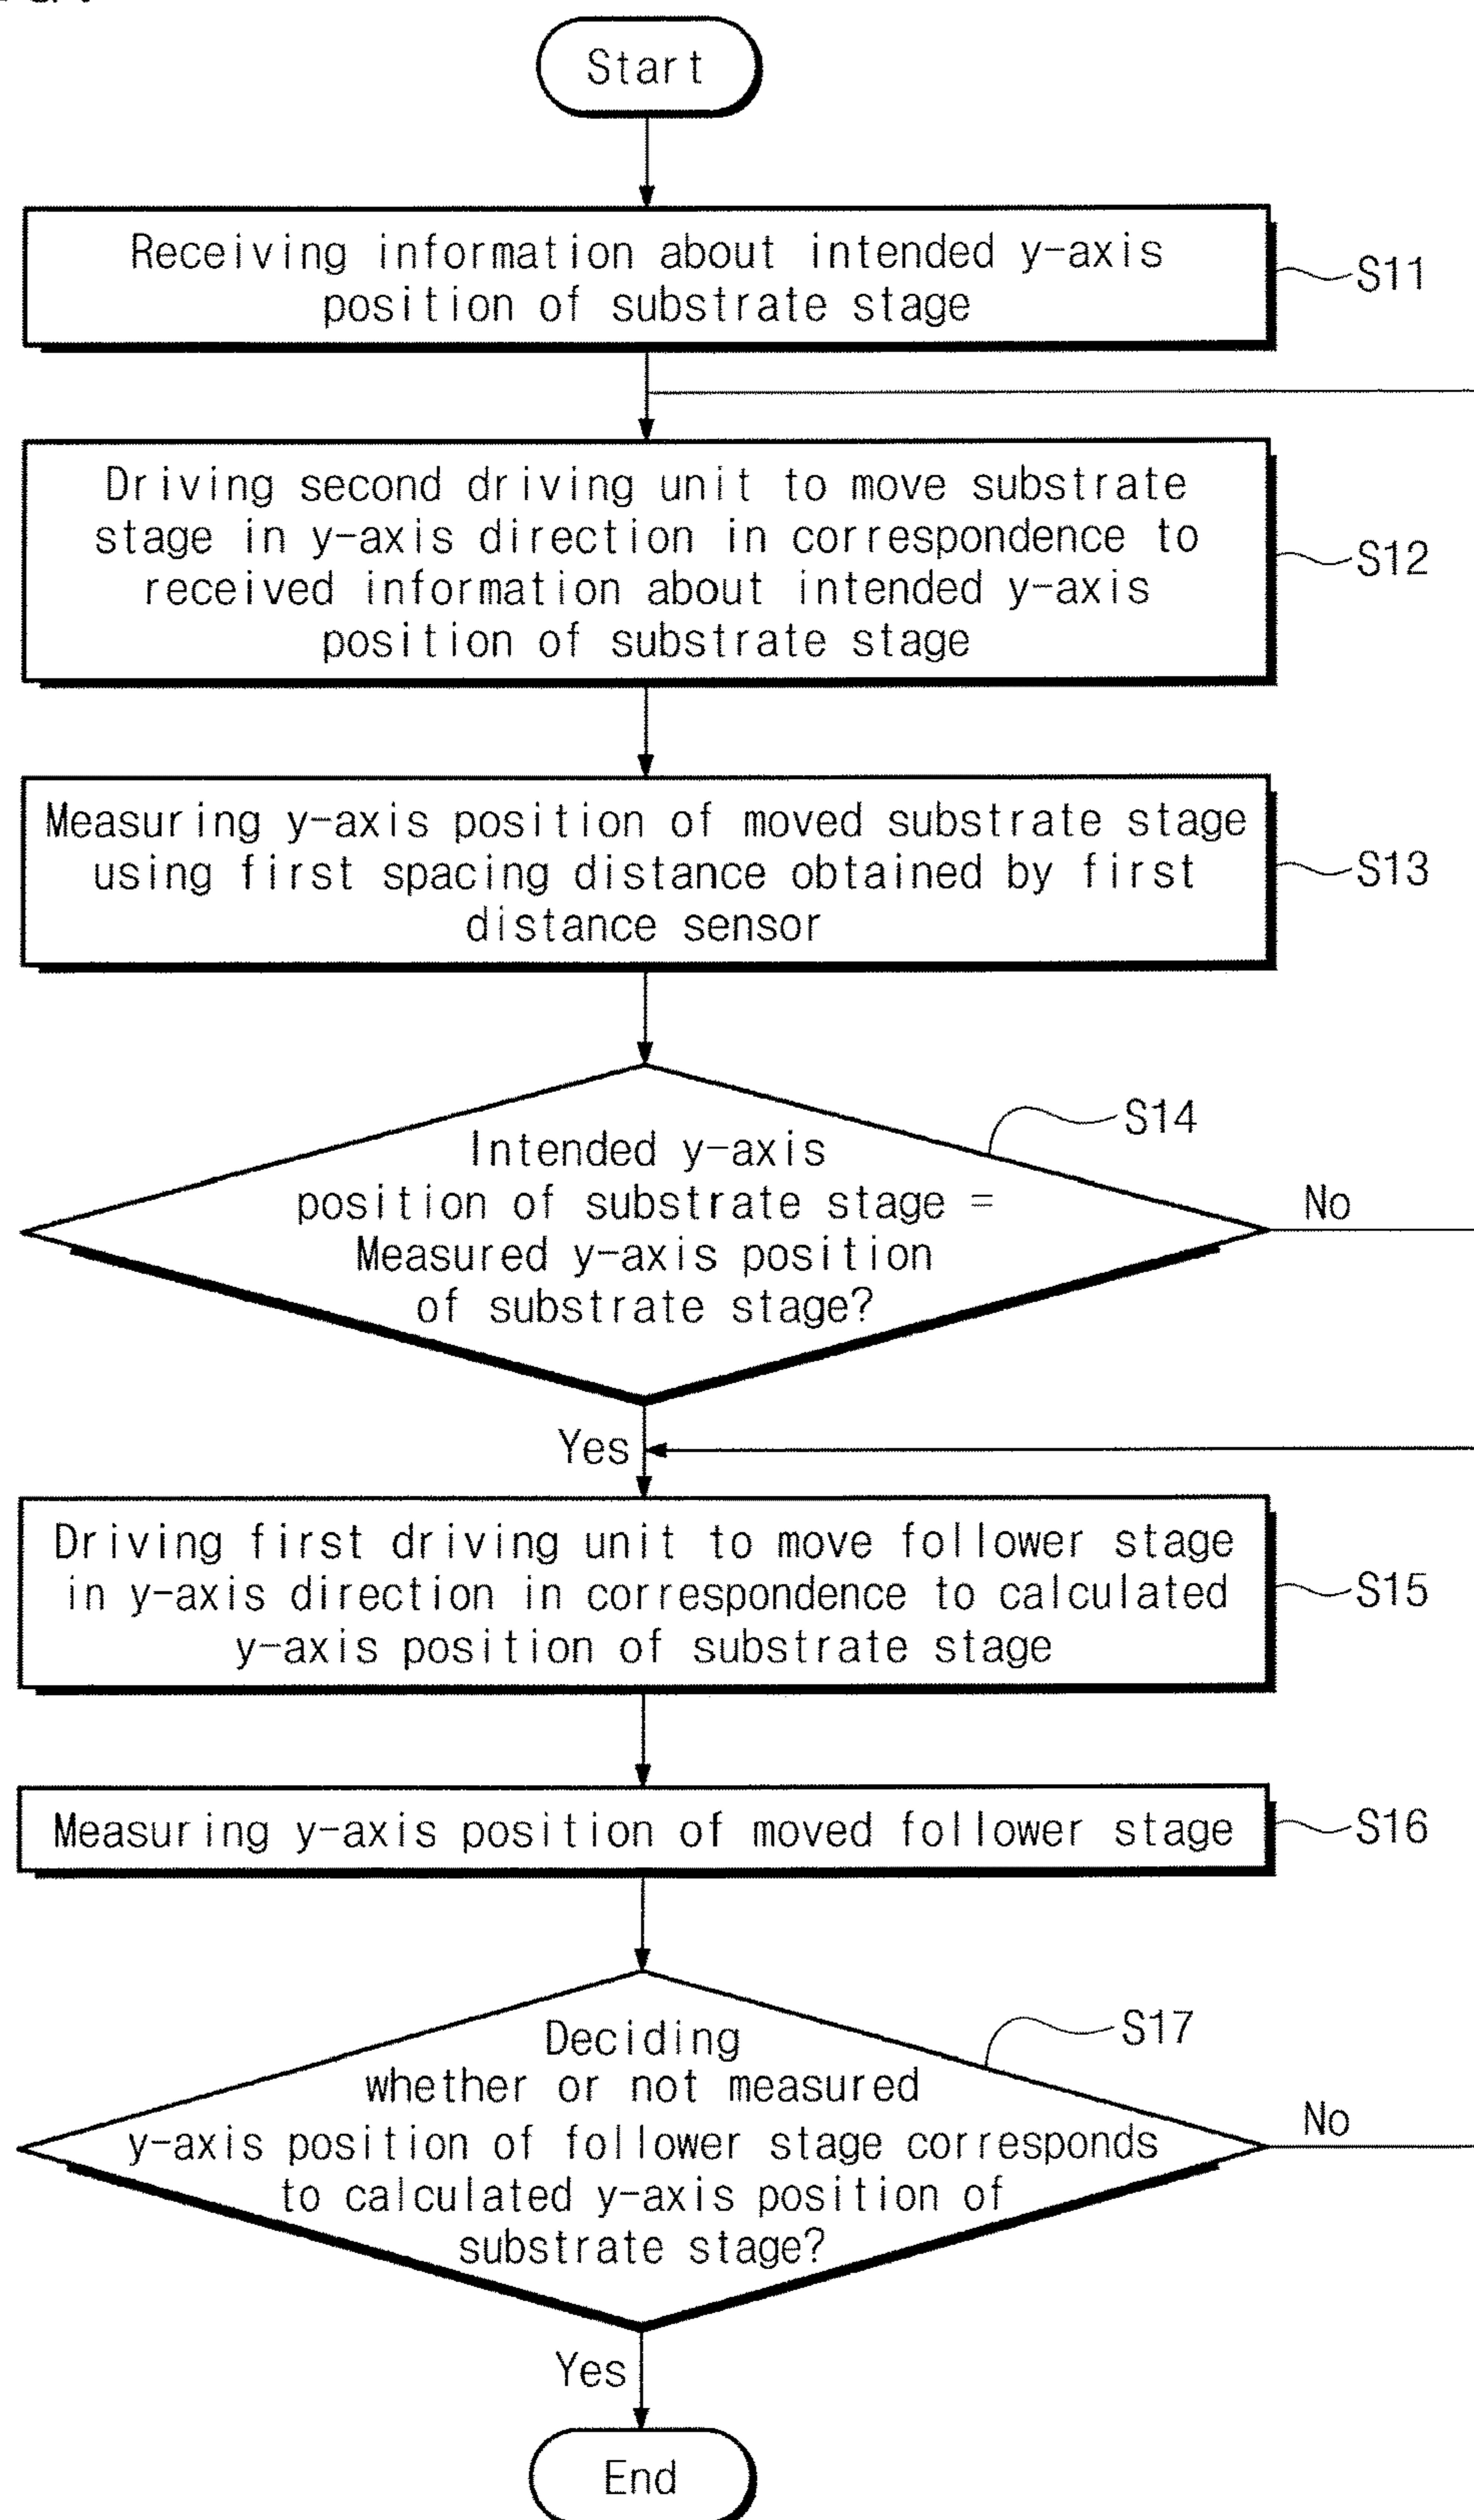 Start
Receiving information about intended y-axis
position of substrate stage
S11
Driving second driving unit to move substrate
stage in y-axis direction in correspondence to
received information about intended y-axis
position of substrate stage
S12
Measuring y-axis position of moved substrate stage
using first spacing distance obtained by first
distance sensor
S13
S14
Intended y-axis
position of substrate stage =
Measured y-axis position
of substrate stage?
No
Yes
Driving first driving unit to move follower stage
in y-axis direction in correspondence to calculated
y-axis position of substrate stage
S15
Measuring y-axis position of moved follower stage
S16
S17
Deciding
whether or not measured
y-axis position of follower stage corresponds
to calculated y-axis position of
substrate stage?
No
Yes
End